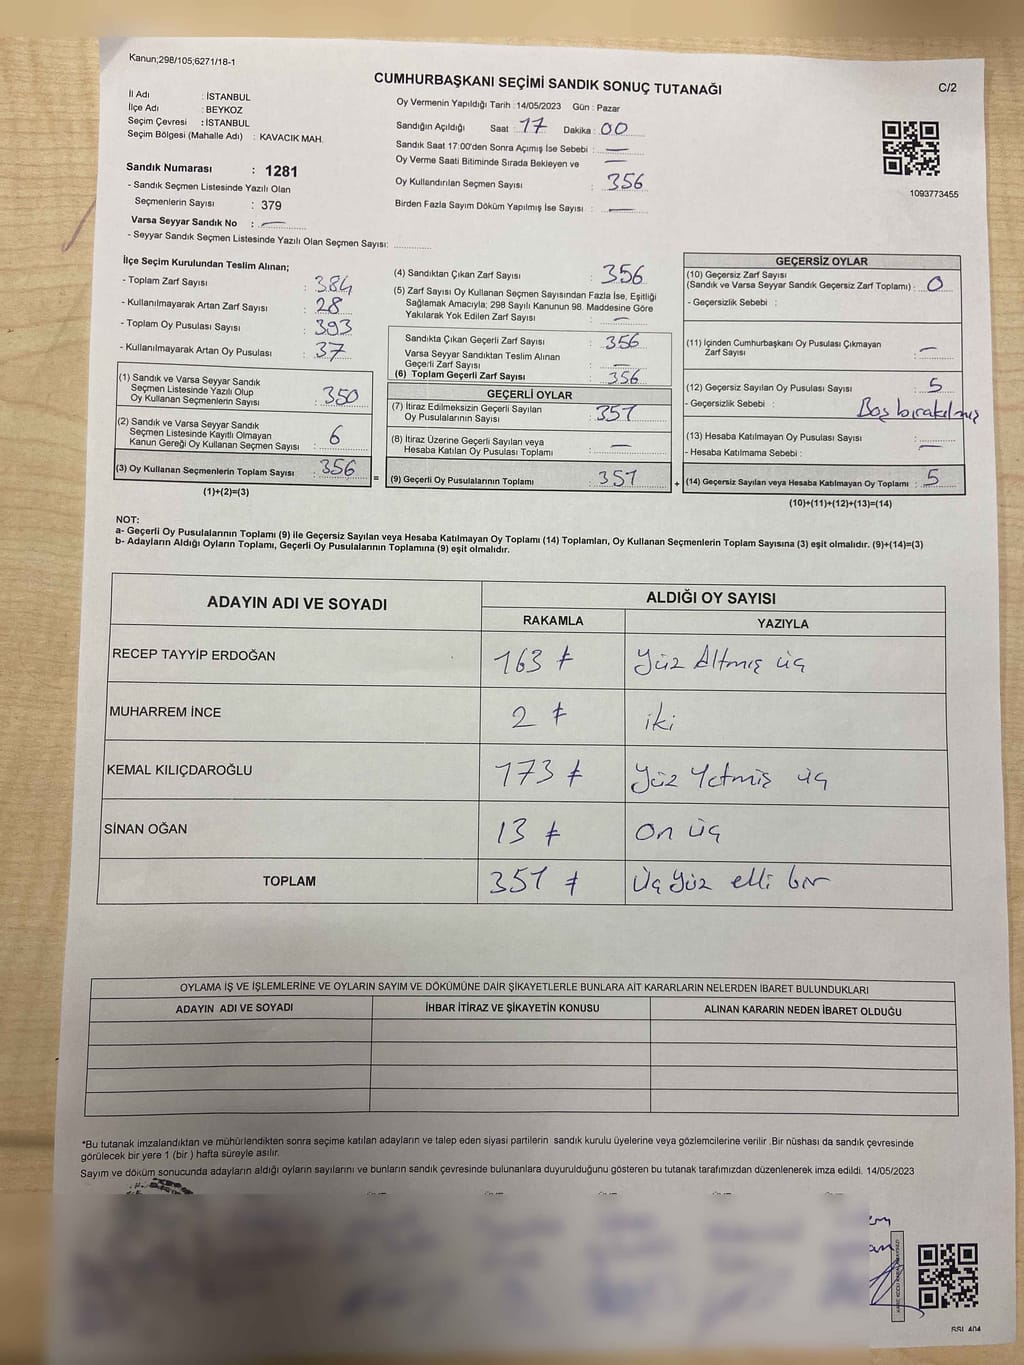 Kanun;298/105;6271/18-1
CUMHURBAŞKANI SEÇİMİ SANDIK SONUÇ TUTANAĞI
C/2
İl Adı : İSTANBUL
İlçe Adı : BEYKOZ
Seçim Çevresi : İSTANBUL
Seçim Bölgesi (Mahalle Adı) : KAVACIK MAH.
Sandık Numarası : 1281
- Sandık Seçmen Listesinde Yazılı Olan
Seçmenlerin Sayısı : 379
Varsa Seyyar Sandık No : —
- Seyyar Sandık Seçmen Listesinde Yazılı Olan Seçmen Sayısı:
Oy Vermenin Yapıldığı Tarih : 14/05/2023 Gün : Pazar
Sandığın Açıldığı Saat : 17 Dakika : 00
Sandık Saat 17:00'den Sonra Açımış İse Sebebi : —
Oy Verme Saati Bitiminde Sırada Bekleyen ve —
Oy Kullandırılan Seçmen Sayısı : 356
Birden Fazla Sayım Döküm Yapılmış İse Sayısı : —
1093773455
İlçe Seçim Kurulundan Teslim Alınan;
- Toplam Zarf Sayısı : 384
- Kullanılmayarak Artan Zarf Sayısı : 28
- Toplam Oy Pusulası Sayısı : 393
- Kullanılmayarak Artan Oy Pusulası : 37
(1) Sandık ve Varsa Seyyar Sandık
Seçmen Listesinde Yazılı Olup
Oy Kullanan Seçmenlerin Sayısı : 350
(2) Sandık ve Varsa Seyyar Sandık
Seçmen Listesinde Kayıtlı Olmayan
Kanun Gereği Oy Kullanan Seçmen Sayısı : 6
(3) Oy Kullanan Seçmenlerin Toplam Sayısı : 356
(1)+(2)=(3)
=
(4) Sandıktan Çıkan Zarf Sayısı : 356
(5) Zarf Sayısı Oy Kullanan Seçmen Sayısından Fazla İse, Eşitliği
Sağlamak Amacıyla; 298 Sayılı Kanunun 98. Maddesine Göre
Yakılarak Yok Edilen Zarf Sayısı : —
Sandıkta Çıkan Geçerli Zarf Sayısı : 356
Varsa Seyyar Sandıktan Teslim Alınan
Geçerli Zarf Sayısı : —
(6) Toplam Geçerli Zarf Sayısı : 356
GEÇERLİ OYLAR
(7) İtiraz Edilmeksizin Geçerli Sayılan
Oy Pusulalarının Sayısı : 351
(8) İtiraz Üzerine Geçerli Sayılan veya
Hesaba Katılan Oy Pusulası Toplamı : —
(9) Geçerli Oy Pusulalarının Toplamı : 351
+
GEÇERSİZ OYLAR
(10) Geçersiz Zarf Sayısı
(Sandık ve Varsa Seyyar Sandık Geçersiz Zarf Toplamı) : 0
- Geçersizlik Sebebi :
(11) İçinden Cumhurbaşkanı Oy Pusulası Çıkmayan
Zarf Sayısı : —
(12) Geçersiz Sayılan Oy Pusulası Sayısı : 5
- Geçersizlik Sebebi : Boş bırakılmış
(13) Hesaba Katılmayan Oy Pusulası Sayısı : —
- Hesaba Katılmama Sebebi :
(14) Geçersiz Sayılan veya Hesaba Katılmayan Oy Toplamı : 5
(10)+(11)+(12)+(13)=(14)
NOT:
a- Geçerli Oy Pusulalarının Toplamı (9) ile Geçersiz Sayılan veya Hesaba Katılmayan Oy Toplamı (14) Toplamları, Oy Kullanan Seçmenlerin Toplam Sayısına (3) eşit olmalıdır. (9)+(14)=(3)
b- Adayların Aldığı Oyların Toplamı, Geçerli Oy Pusulalarının Toplamına (9) eşit olmalıdır.
ADAYIN ADI VE SOYADI
ALDIĞI OY SAYISI
RAKAMLA YAZIYLA
RECEP TAYYİP ERDOĞAN 163 Yüz Altmış üç
MUHARREM İNCE 2 iki
KEMAL KILIÇDAROĞLU 173 Yüz Yetmiş üç
SİNAN OĞAN 13 on üç
TOPLAM 351 Üç Yüz elli bir
OYLAMA İŞ VE İŞLEMLERİNE VE OYLARIN SAYIM VE DÖKÜMÜNE DAİR ŞİKAYETLERLE BUNLARA AİT KARARLARIN NELERDEN İBARET BULUNDUKLARI
ADAYIN ADI VE SOYADI İHBAR İTİRAZ VE ŞİKAYETİN KONUSU ALINAN KARARIN NEDEN İBARET OLDUĞU
*Bu tutanak imzalandıktan ve mühürlendikten sonra seçime katılan adayların ve talep eden siyasi partilerin sandık kurulu üyelerine veya gözlemcilerine verilir .Bir nüshası da sandık çevresinde
görülecek bir yere 1 (bir ) hafta süreyle asılır.
Sayım ve döküm sonucunda adayların aldığı oyların sayılarını ve bunların sandık çevresinde bulunanlara duyurulduğunu gösteren bu tutanak tarafımızdan düzenlenerek imza edildi. 14/05/2023